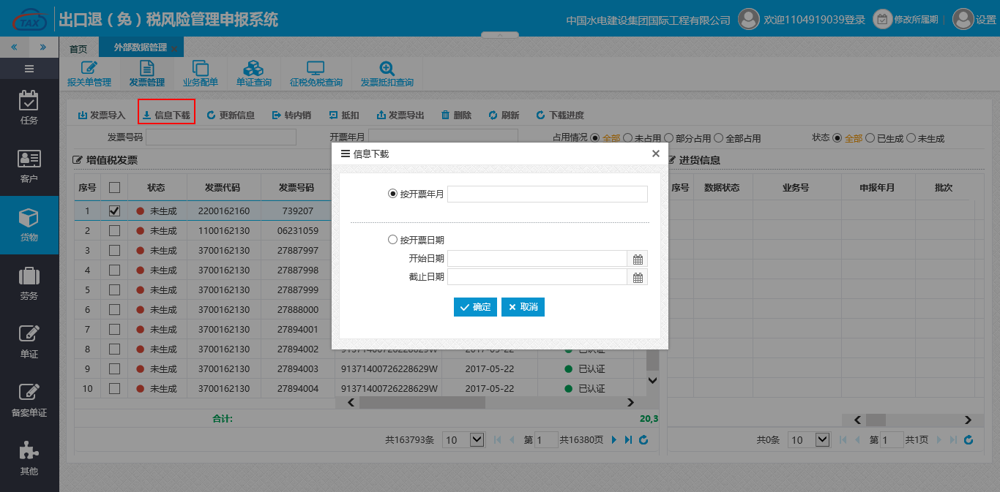 TAX 出口退（免）税风险管理申报系统 中国水电建设集团国际工程有限公司 欢迎1104919039登录 修改所属期 设置
首页 外部数据管理
报关单管理 发票管理 业务配单 单证查询 征税免税查询 发票抵扣查询
任务
客户
货物
劳务
单证
备案单证
其他
发票导入 信息下载 更新信息 转内销 抵扣 发票导出 删除 刷新 下载进度
发票号码 开票年月 占用情况 全部 未占用 部分占用 全部占用 状态 全部 已生成 未生成
增值税发票 进货信息
序号 状态 发票代码 发票号码
1 未生成 2200162160 739207
2 未生成 1100162130 06231059
3 未生成 3700162130 27887997
4 未生成 3700162130 27887998
5 未生成 3700162130 27887999
6 未生成 3700162130 27888000
7 未生成 3700162130 27894001
8 未生成 3700162130 27894002 91371400726228629W 2017-05-22 已认证
9 未生成 3700162130 27894003 91371400726228629W 2017-05-22 已认证
10 未生成 3700162130 27894004 91371400726228629W 2017-05-22 已认证
合计: 20,3
共163793条 10 第 1 共16380页
序号 数据状态 业务号 申报年月 批次
共0条 10 第 1 共1页
信息下载
按开票年月
按开票日期
开始日期
截止日期
确定 取消